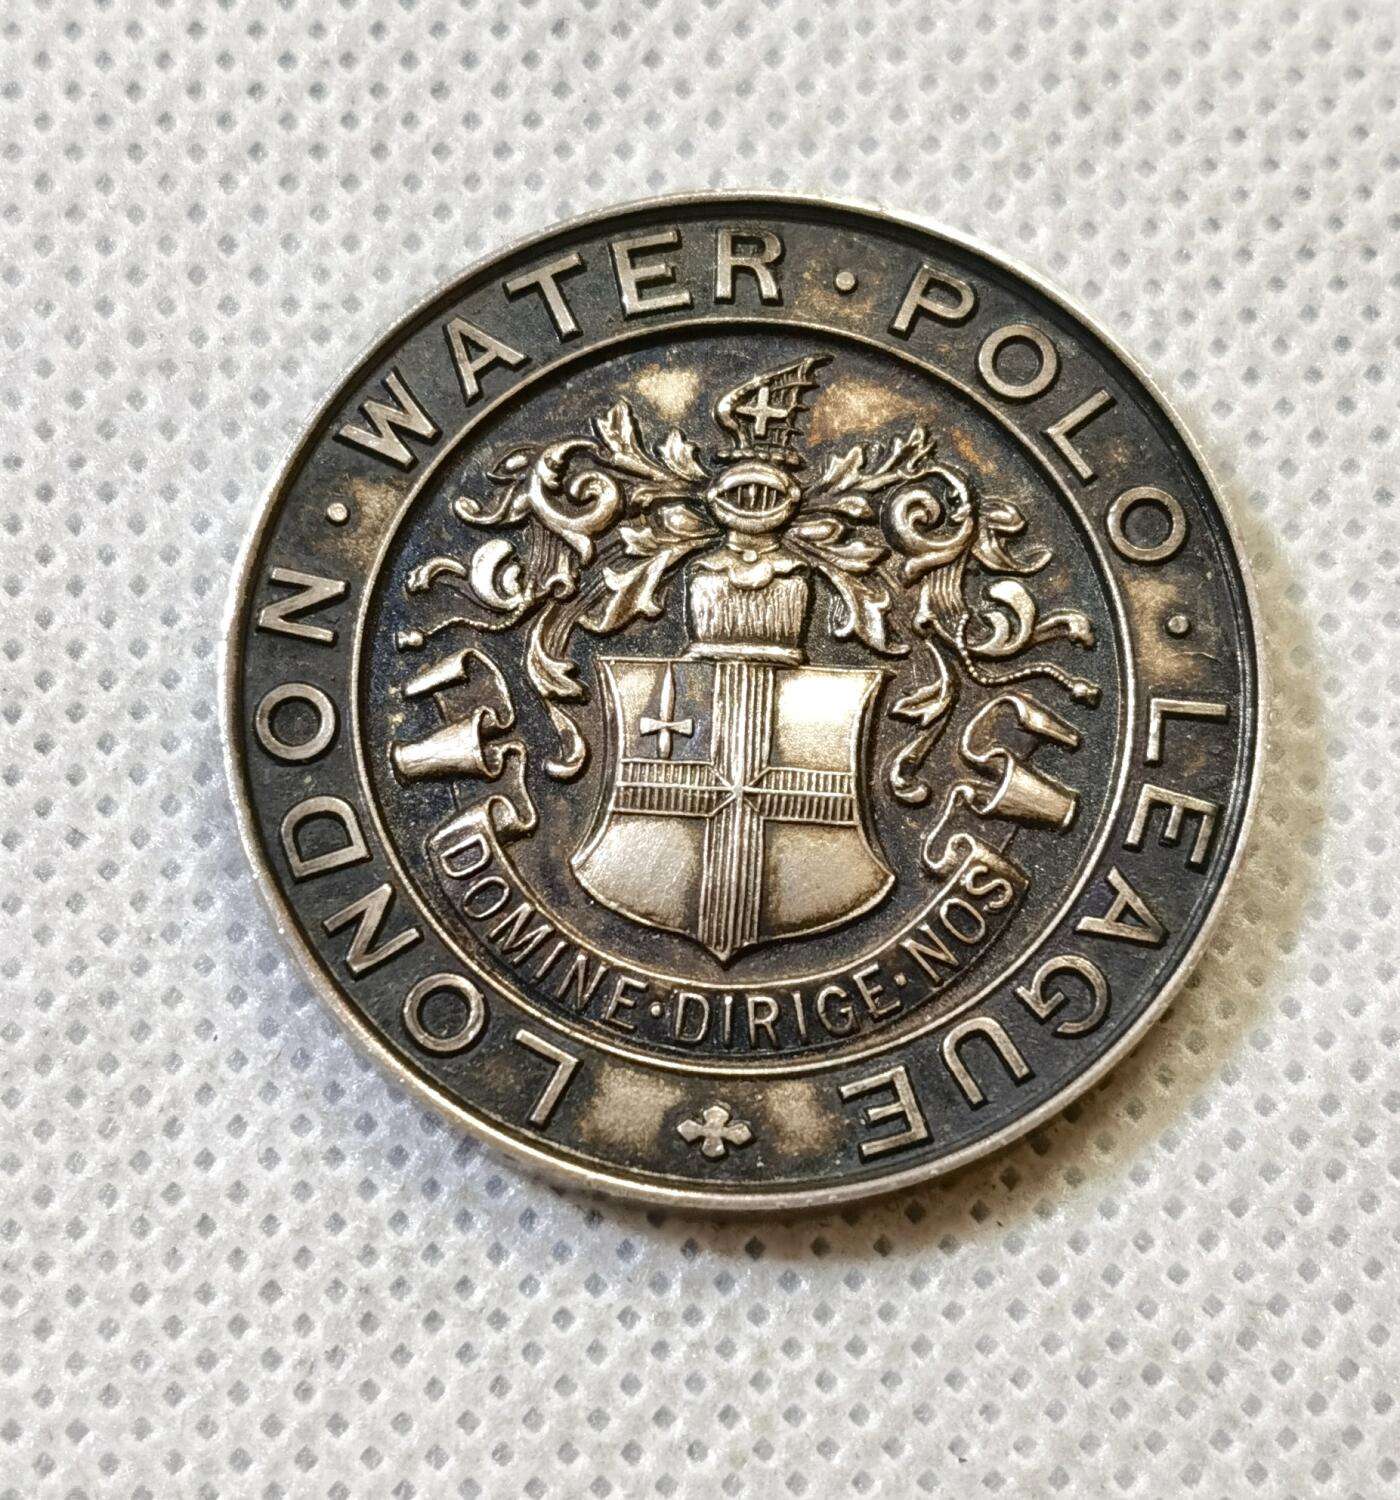 LONDON · WATER · POLO · LEAGUE
DOMINE · DIRIGE · NOS